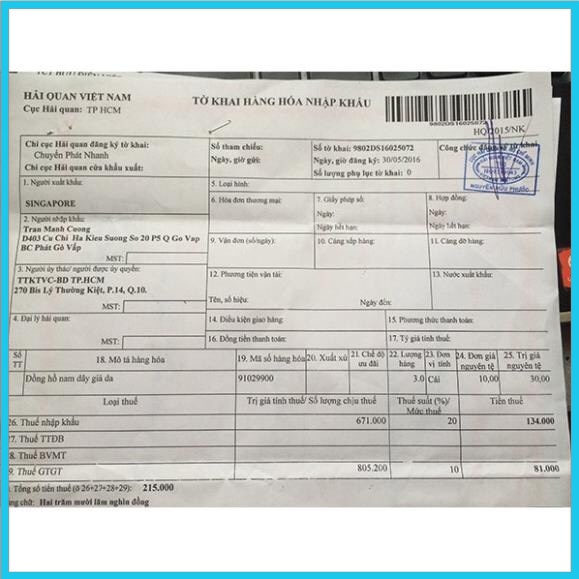 HẢI QUAN VIỆT NAM
Cục Hải quan: TP HCM
TỜ KHAI HÀNG HÓA NHẬP KHẨU
9802DS16025072
HQ/2015/NK
Chi cục Hải quan đăng ký tờ khai:
Chuyển Phát Nhanh
Chi cục Hải quan cửa khẩu xuất:
Số tham chiếu:
Ngày, giờ gửi:
Số tờ khai: 9802DS16025072
Ngày, giờ đăng ký: 30/05/2016
Số lượng phụ lục tờ khai: 0
Công chức đăng ký tờ khai
NGUYỄN HỮU PHƯỚC
1. Người xuất khẩu:
SINGAPORE
5. Loại hình:
2. Người nhập khẩu:
Tran Manh Cuong
D403 Cu Chi Ha Kieu Suong So 20 P5 Q Go Vap
BC Phát Gò Vấp
MST:
6. Hóa đơn thương mại:
7. Giấy phép số:
Ngày:
Ngày hết hạn:
8. Hợp đồng:
Ngày:
Ngày hết hạn:
9. Vận đơn (số/ngày):
10. Cảng xếp hàng:
11. Cảng dỡ hàng:
3. Người ủy thác/ người được ủy quyền:
TTKTVC-BD TP.HCM
270 Bis Lý Thường Kiệt, P.14, Q.10.
MST:
12. Phương tiện vận tải:
Tên, số hiệu:
Ngày đến:
13. Nước xuất khẩu:
4. Đại lý hải quan:
MST:
14. Điều kiện giao hàng:
15. Phương thức thanh toán:
16. Đồng tiền thanh toán:
17. Tỷ giá tính thuế:
Số TT
18. Mô tả hàng hóa
19. Mã số hàng hóa
20. Xuất xứ
21. Chế độ ưu đãi
22. Lượng hàng
23. Đơn vị tính
24. Đơn giá nguyên tệ
25. Trị giá nguyên tệ
Đồng hồ nam dây giả da
91029900
3.0
Cái
10,00
30,00
Loại thuế
Trị giá tính thuế/ Số lượng chịu thuế
Thuế suất (%)/ Mức thuế
Tiền thuế
26. Thuế nhập khẩu
671.000
20
134.000
27. Thuế TTĐB
8. Thuế BVMT
9. Thuế GTGT
805.200
10
81.000
Tổng số tiền thuế (ô 26+27+28+29): 215.000
ằng chữ: Hai trăm mười lăm nghìn đồng